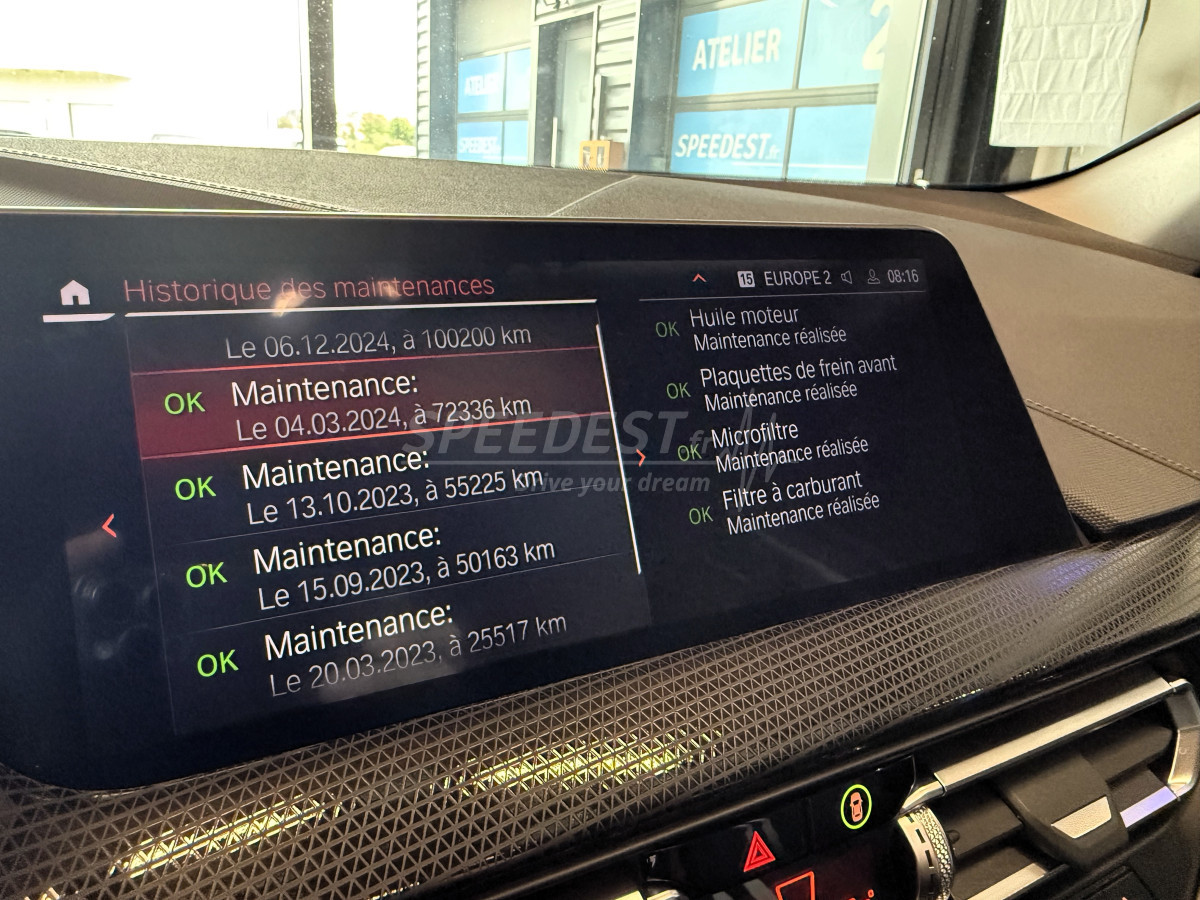 ATELIER
2
ATELIER
SPEEDEST.fr
SPEEDEST
Historique des maintenances
15 EUROPE 2 08:16
Le 06.12.2024, à 100200 km
OK Maintenance:
Le 04.03.2024, à 72336 km
OK Maintenance:
Le 13.10.2023, à 55225 km
OK Maintenance:
Le 15.09.2023, à 50163 km
OK Maintenance:
Le 20.03.2023, à 25517 km
OK Huile moteur
Maintenance réalisée
OK Plaquettes de frein avant
Maintenance réalisée
OK Microfiltre
Maintenance réalisée
OK Filtre à carburant
Maintenance réalisée
SPEEDEST.fr
Drive your dream